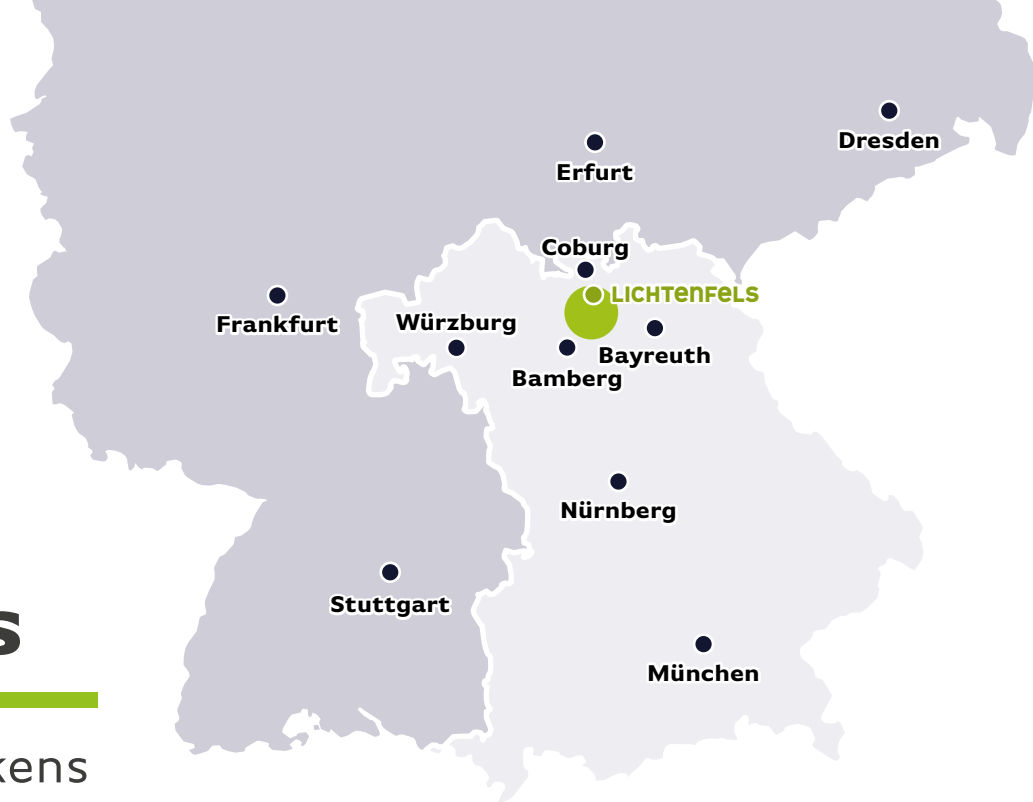 Dresden
Erfurt
Coburg
LICHTENFELS
Frankfurt
Würzburg
Bayreuth
Bamberg
Nürnberg
Stuttgart
s
München
kens